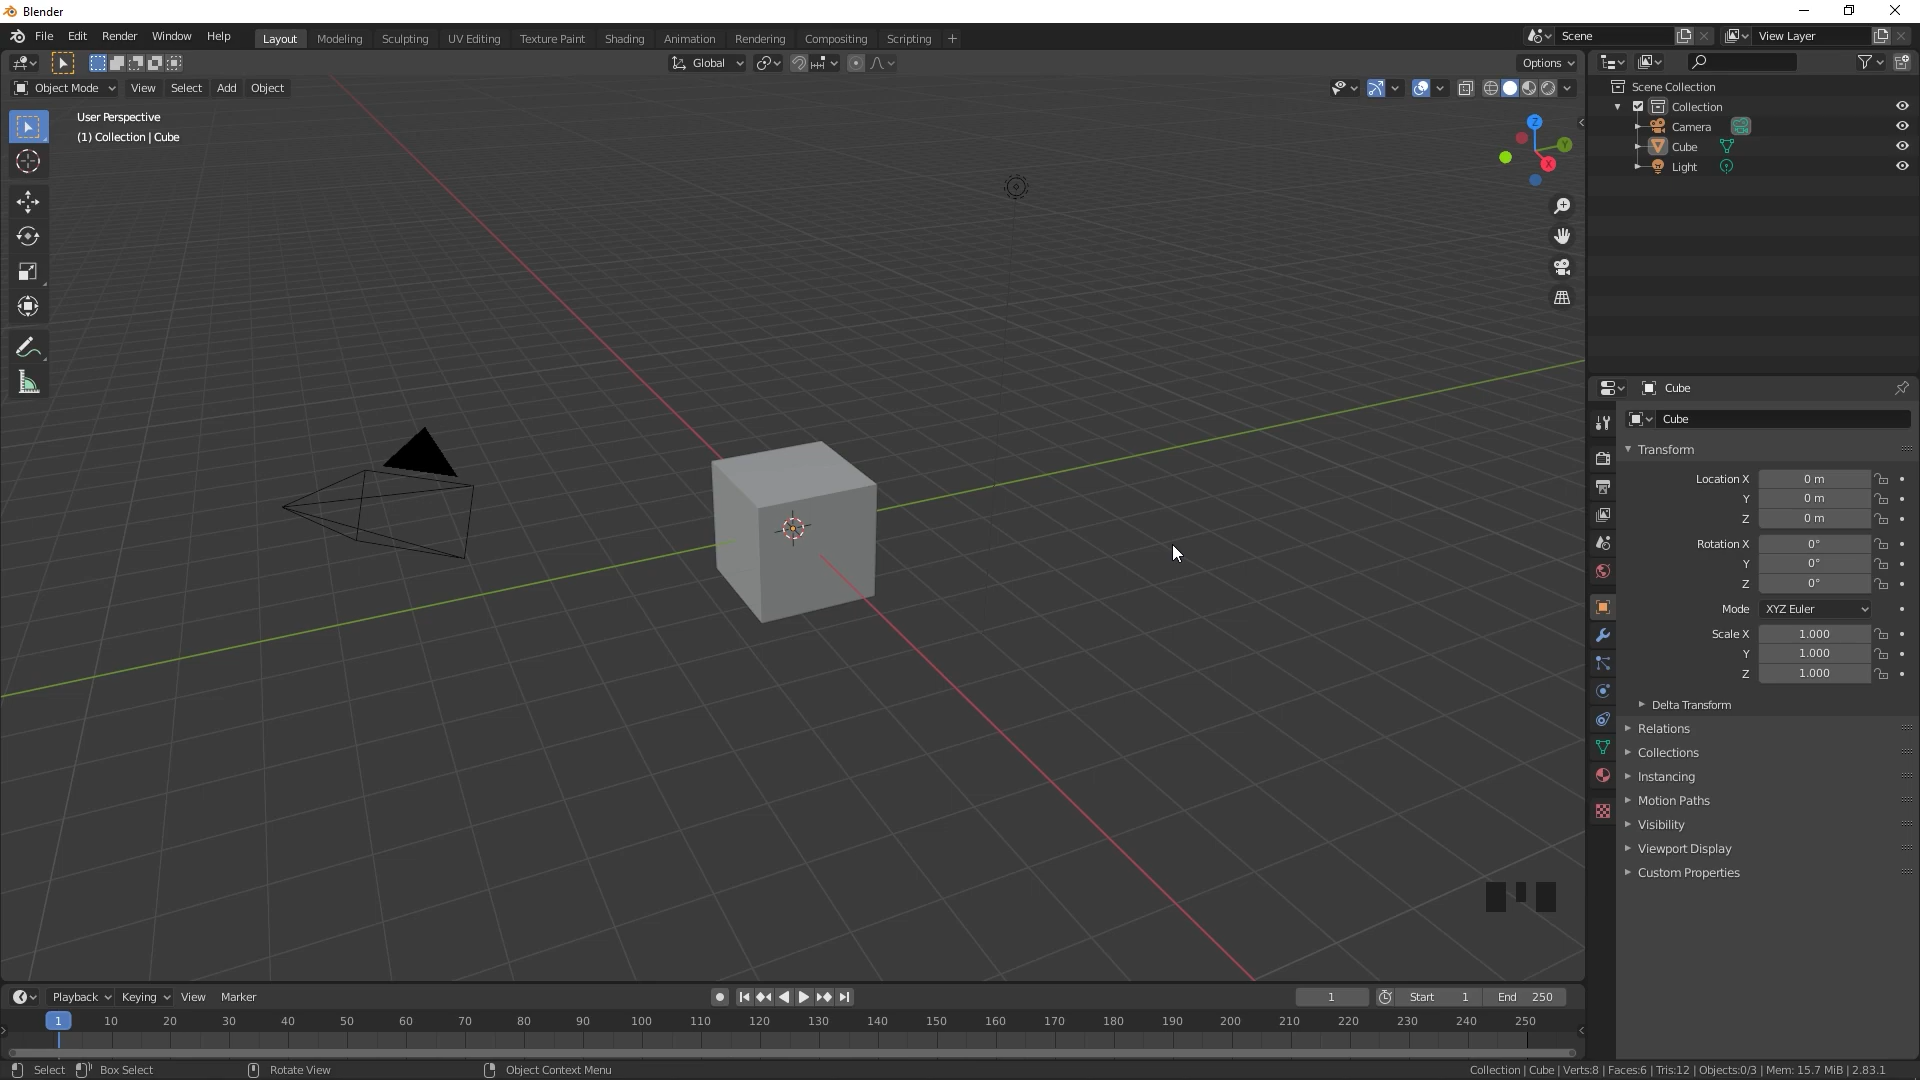 Blender
File Edit Render Window Help
Layout Modeling Sculpting UV Editing Texture Paint Shading Animation Rendering Compositing Scripting +
Scene
View Layer
Global
Options
Object Mode View Select Add Object
User Perspective
(1) Collection | Cube
Z
Y
X
Scene Collection
Collection
Camera
Cube
Light
Cube
Cube
Transform
Location X 0 m
Y 0 m
Z 0 m
Rotation X 0°
Y 0°
Z 0°
Mode XYZ Euler
Scale X 1.000
Y 1.000
Z 1.000
Delta Transform
Relations
Collections
Instancing
Motion Paths
Visibility
Viewport Display
Custom Properties
Playback Keying View Marker
1 Start 1 End 250
1 10 20 30 40 50 60 70 80 90 100 110 120 130 140 150 160 170 180 190 200 210 220 230 240 250
Select Box Select Rotate View Object Context Menu
Collection | Cube | Verts:8 | Faces:6 | Tris:12 | Objects:0/3 | Mem: 15.7 MiB | 2.83.1